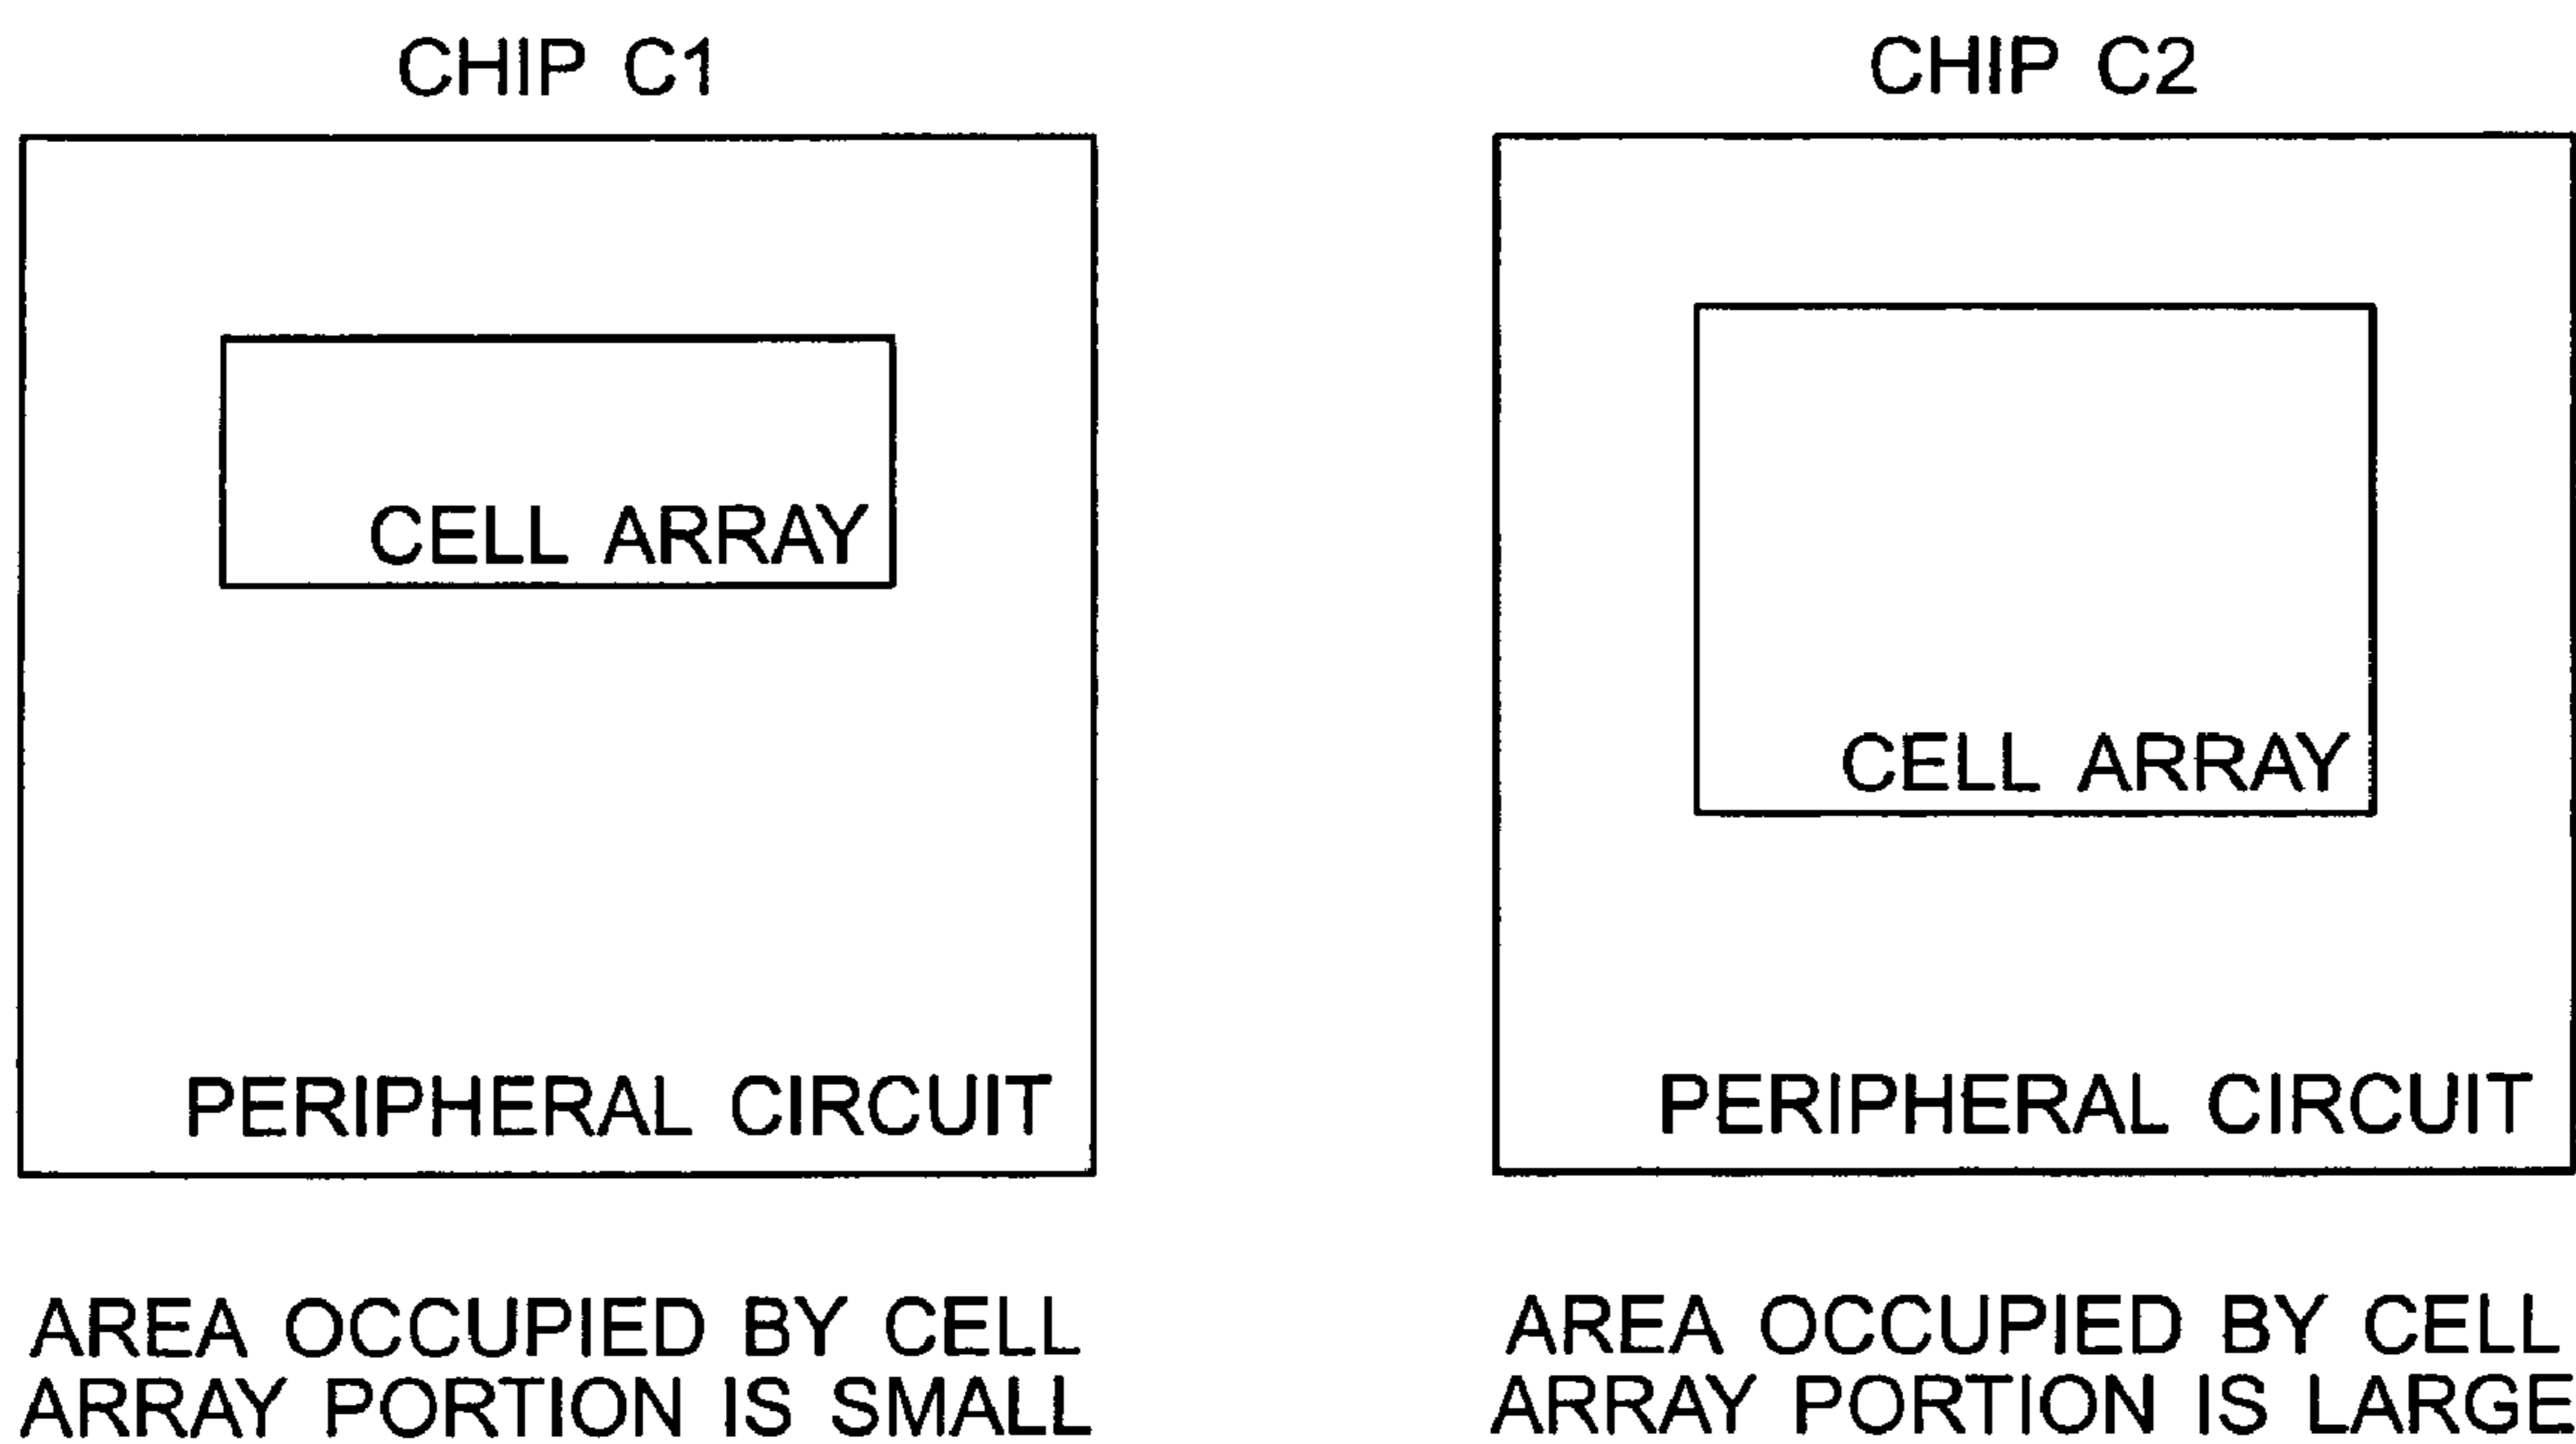 CHIP C1
CELL ARRAY
PERIPHERAL CIRCUIT
AREA OCCUPIED BY CELL
ARRAY PORTION IS SMALL
CHIP C2
CELL ARRAY
PERIPHERAL CIRCUIT
AREA OCCUPIED BY CELL
ARRAY PORTION IS LARGE